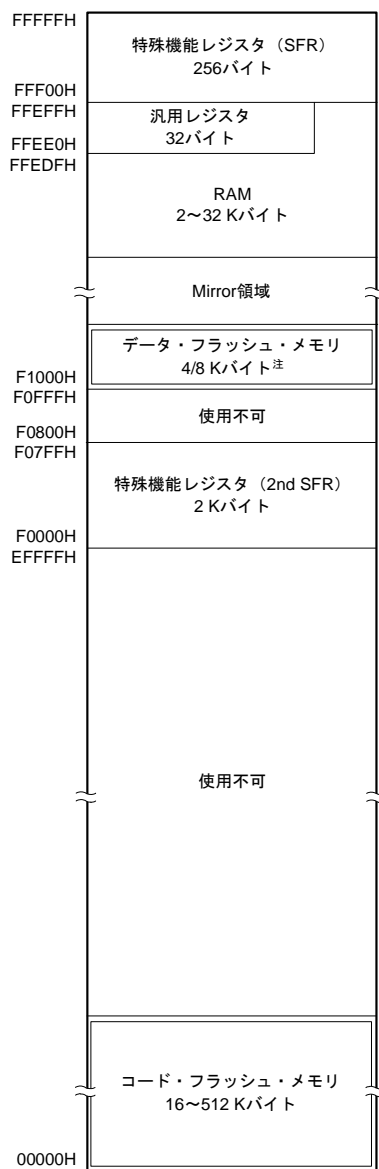 FFFFFH
特殊機能レジスタ（SFR）
256バイト
FFF00H
FFEFFH
汎用レジスタ
32バイト
FFEE0H
FFEDFH
RAM
2～32 Kバイト
Mirror領域
データ・フラッシュ・メモリ
4/8 Kバイト注
F1000H
F0FFFH
使用不可
F0800H
F07FFH
特殊機能レジスタ（2nd SFR）
2 Kバイト
F0000H
EFFFFH
使用不可
コード・フラッシュ・メモリ
16～512 Kバイト
00000H